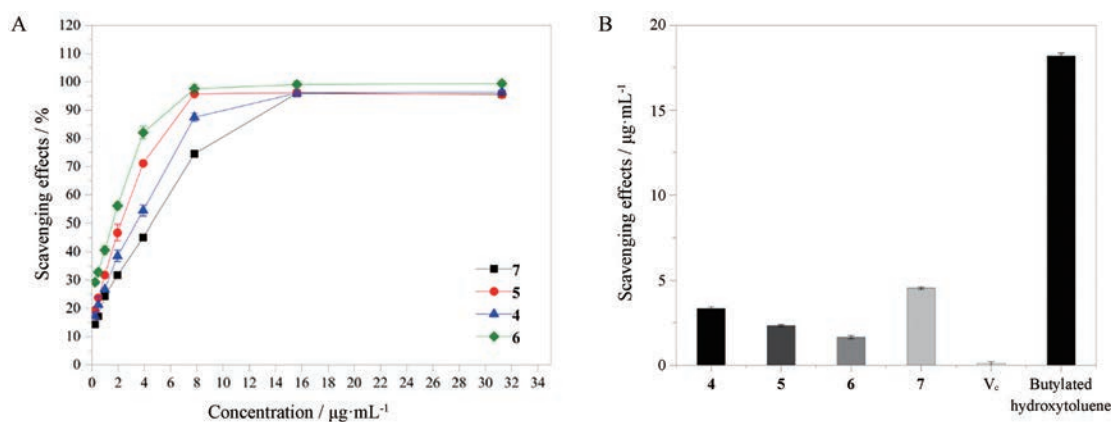 A
120
110
100
90
80
70
60
50
40
30
20
10
0
Scavenging effects / %
0 2 4 6 8 10 12 14 16 18 20 22 24 26 28 30 32 34
Concentration / μg·mL⁻¹
7
5
4
6
B
20
15
10
5
0
Scavenging effects / μg·mL⁻¹
4 5 6 7 Vc Butylated
hydroxytoluene